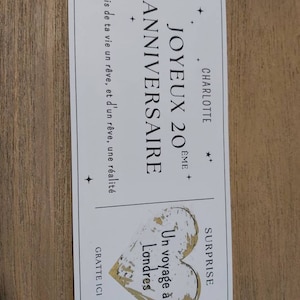 CHARLOTTE
JOYEUX 20ÈME
ANNIVERSAIRE
is de ta vie un rêve, et d'un rêve, une réalité
SURPRISE
Un voyage à
Londres
GRATTE ICI